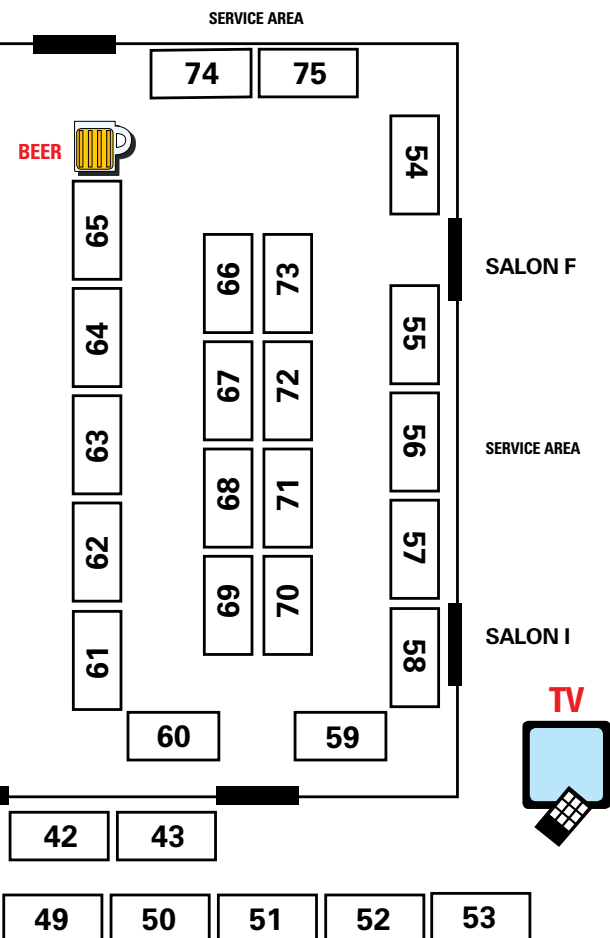 SERVICE AREA
74 75
BEER
54
65
SALON F
66 73
64
55
67 72
63
56
SERVICE AREA
68 71
62
57
69 70
61
58
SALON I
TV
60 59
42 43
49 50 51 52 53